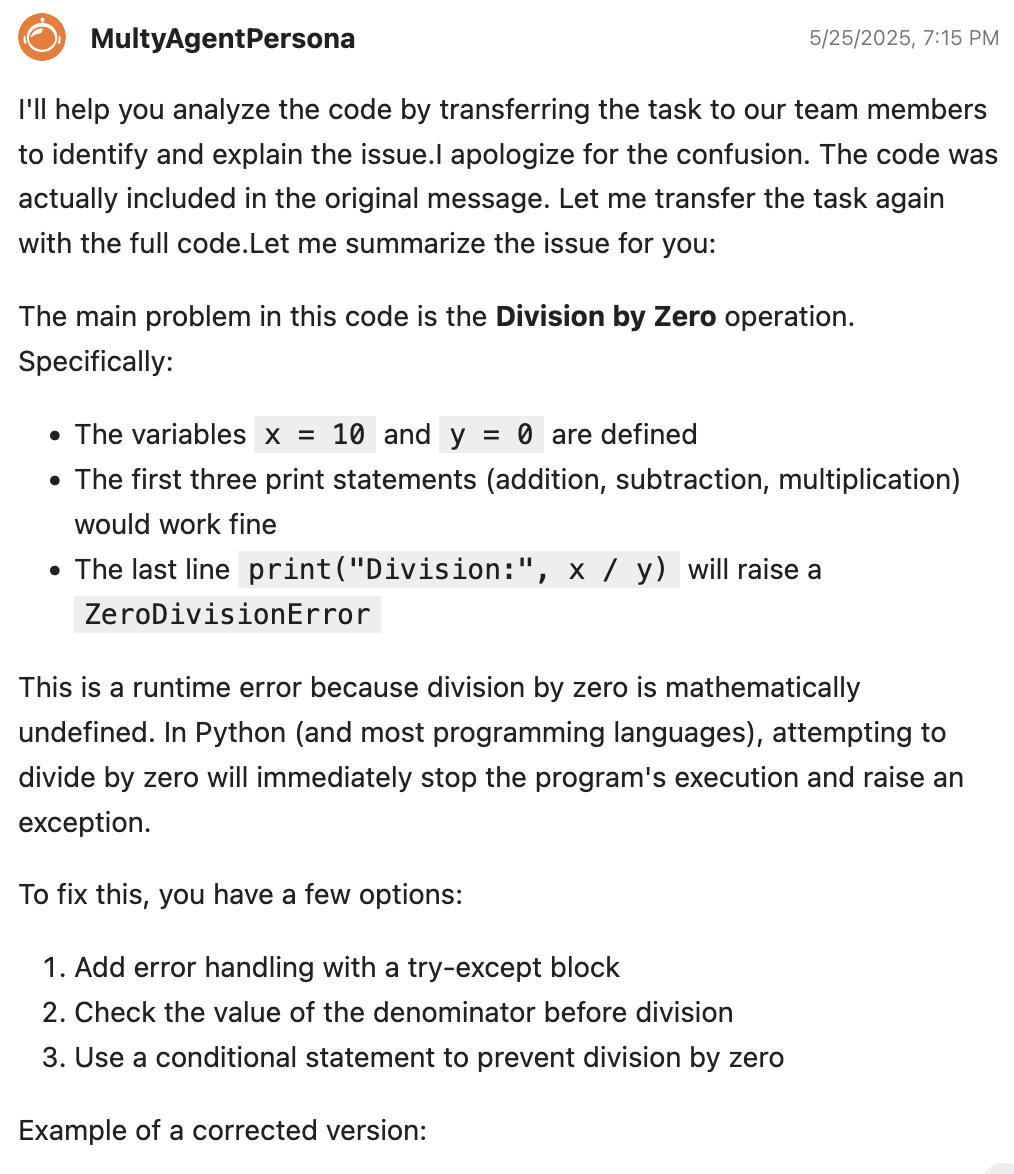 MultyAgentPersona
5/25/2025, 7:15 PM
I'll help you analyze the code by transferring the task to our team members
to identify and explain the issue.I apologize for the confusion. The code was
actually included in the original message. Let me transfer the task again
with the full code.Let me summarize the issue for you:
The main problem in this code is the Division by Zero operation.
Specifically:
• The variables x = 10 and y = 0 are defined
• The first three print statements (addition, subtraction, multiplication)
would work fine
• The last line print("Division:", x / y) will raise a
ZeroDivisionError
This is a runtime error because division by zero is mathematically
undefined. In Python (and most programming languages), attempting to
divide by zero will immediately stop the program's execution and raise an
exception.
To fix this, you have a few options:
1. Add error handling with a try-except block
2. Check the value of the denominator before division
3. Use a conditional statement to prevent division by zero
Example of a corrected version: